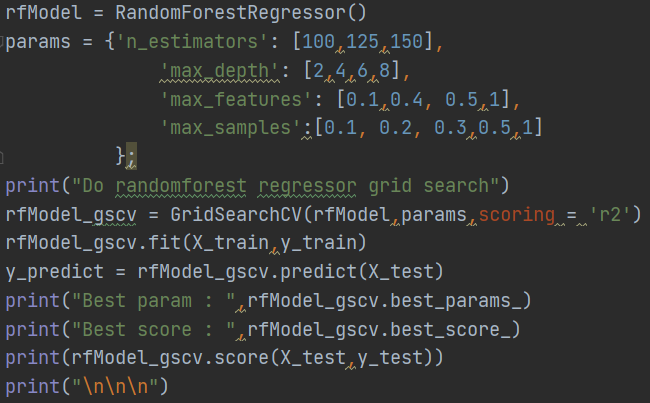 rfModel = RandomForestRegressor()
params = {'n_estimators': [100,125,150],
'max_depth': [2,4,6,8],
'max_features': [0.1,0.4, 0.5,1],
'max_samples':[0.1, 0.2, 0.3,0.5,1]
};
print("Do randomforest regressor grid search")
rfModel_gscv = GridSearchCV(rfModel,params,scoring = 'r2')
rfModel_gscv.fit(X_train,y_train)
y_predict = rfModel_gscv.predict(X_test)
print("Best param : ",rfModel_gscv.best_params_)
print("Best score : ",rfModel_gscv.best_score_)
print(rfModel_gscv.score(X_test,y_test))
print("\n\n\n")